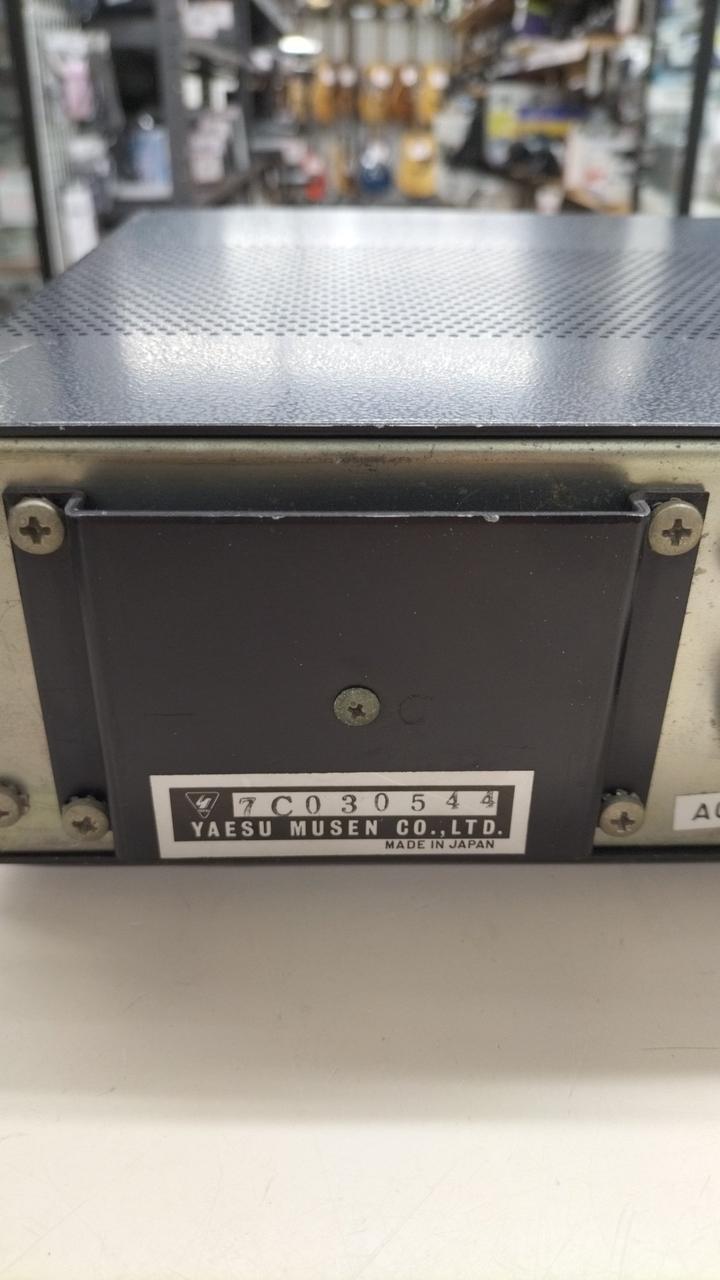 7C030544
YAESU MUSEN CO.,LTD.
MADE IN JAPAN
C